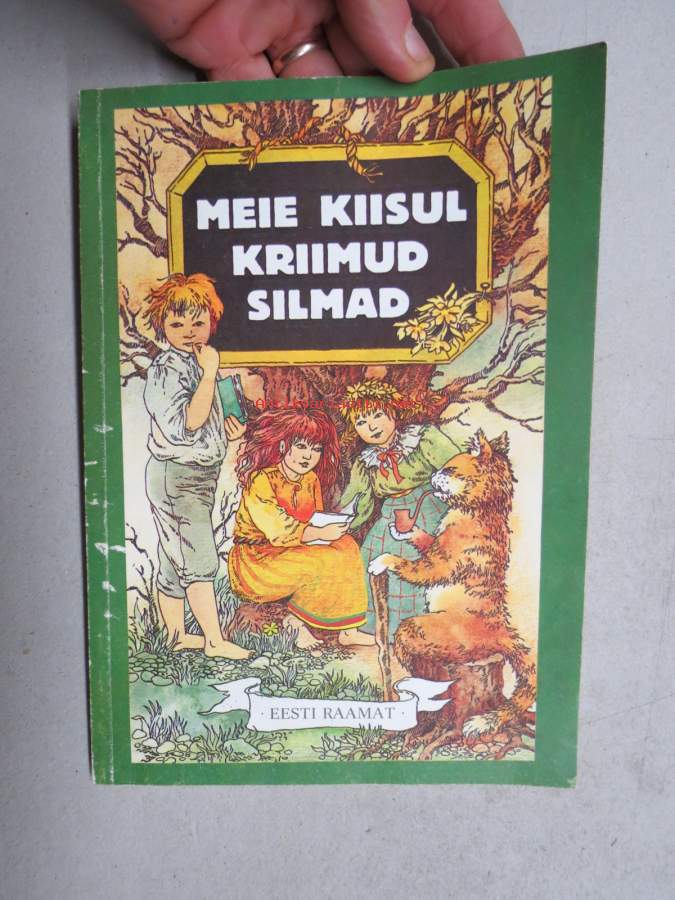 MEIE KIISUL
KRIIMUD
SILMAD
· EESTI RAAMAT ·